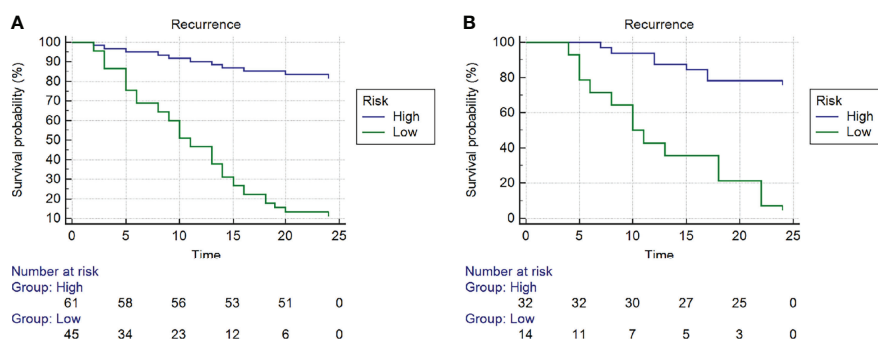 A
Recurrence
Survival probability (%)
100
90
80
70
60
50
40
30
20
10
0 5 10 15 20 25
Time
Risk
High
Low
Number at risk
Group: High
61 58 56 53 51 0
Group: Low
45 34 23 12 6 0
B
Recurrence
Survival probability (%)
100
80
60
40
20
0
0 5 10 15 20 25
Time
Risk
High
Low
Number at risk
Group: High
32 32 30 27 25 0
Group: Low
14 11 7 5 3 0